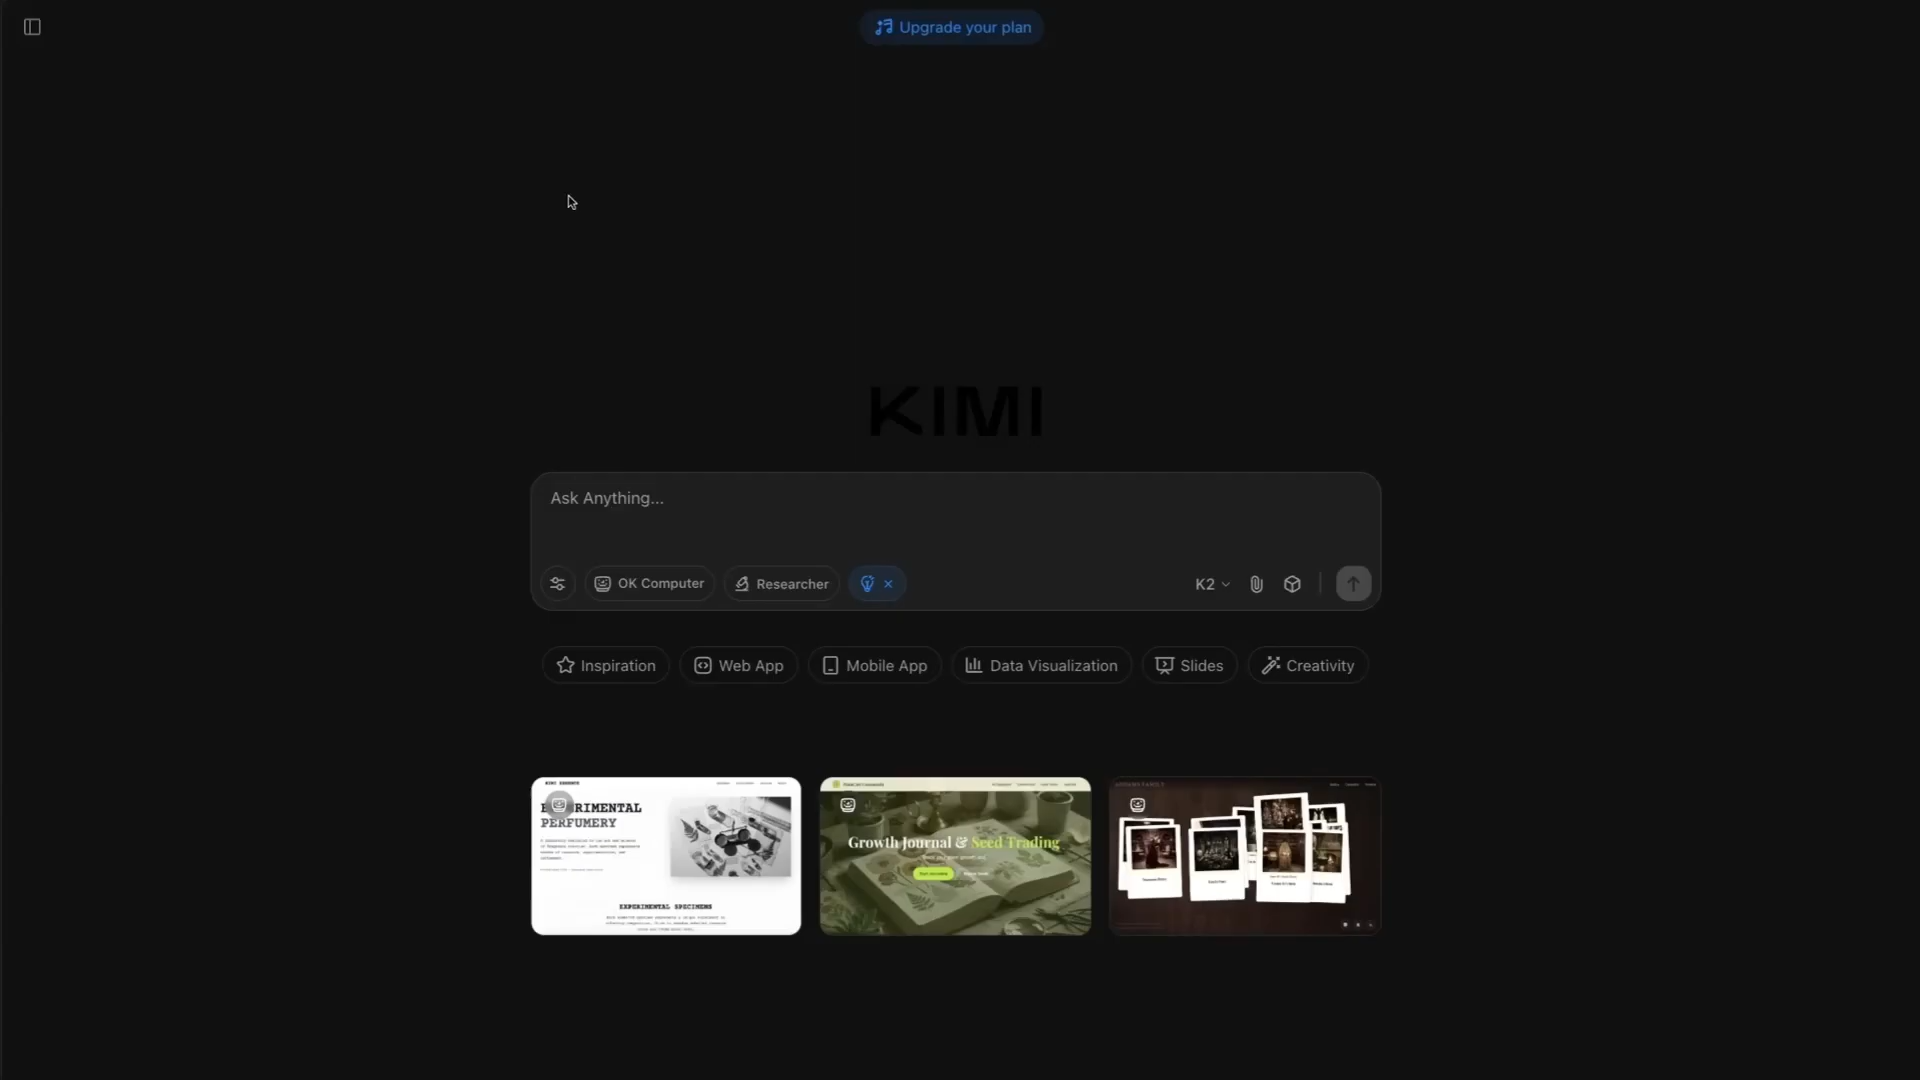 Upgrade your plan
KIMI
Ask Anything...
OK Computer
Researcher
K2
Inspiration
Web App
Mobile App
Data Visualization
Slides
Creativity
PERFUMERY
EXPERIMENTAL SPECIMENS
Growth Journal & Seed Trading